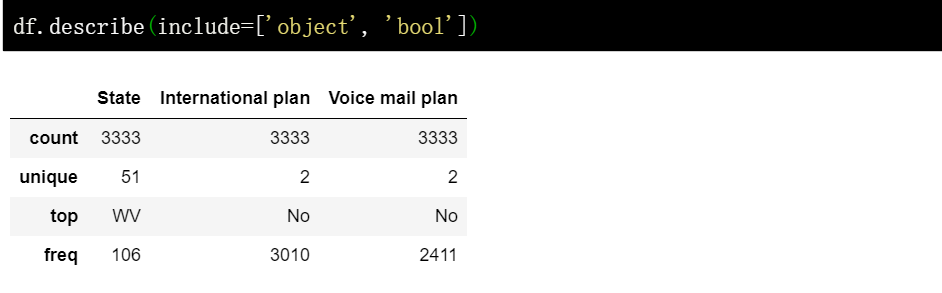 df.describe(include=['object', 'bool'])
State International plan Voice mail plan
count 3333 3333 3333
unique 51 2 2
top WV No No
freq 106 3010 2411